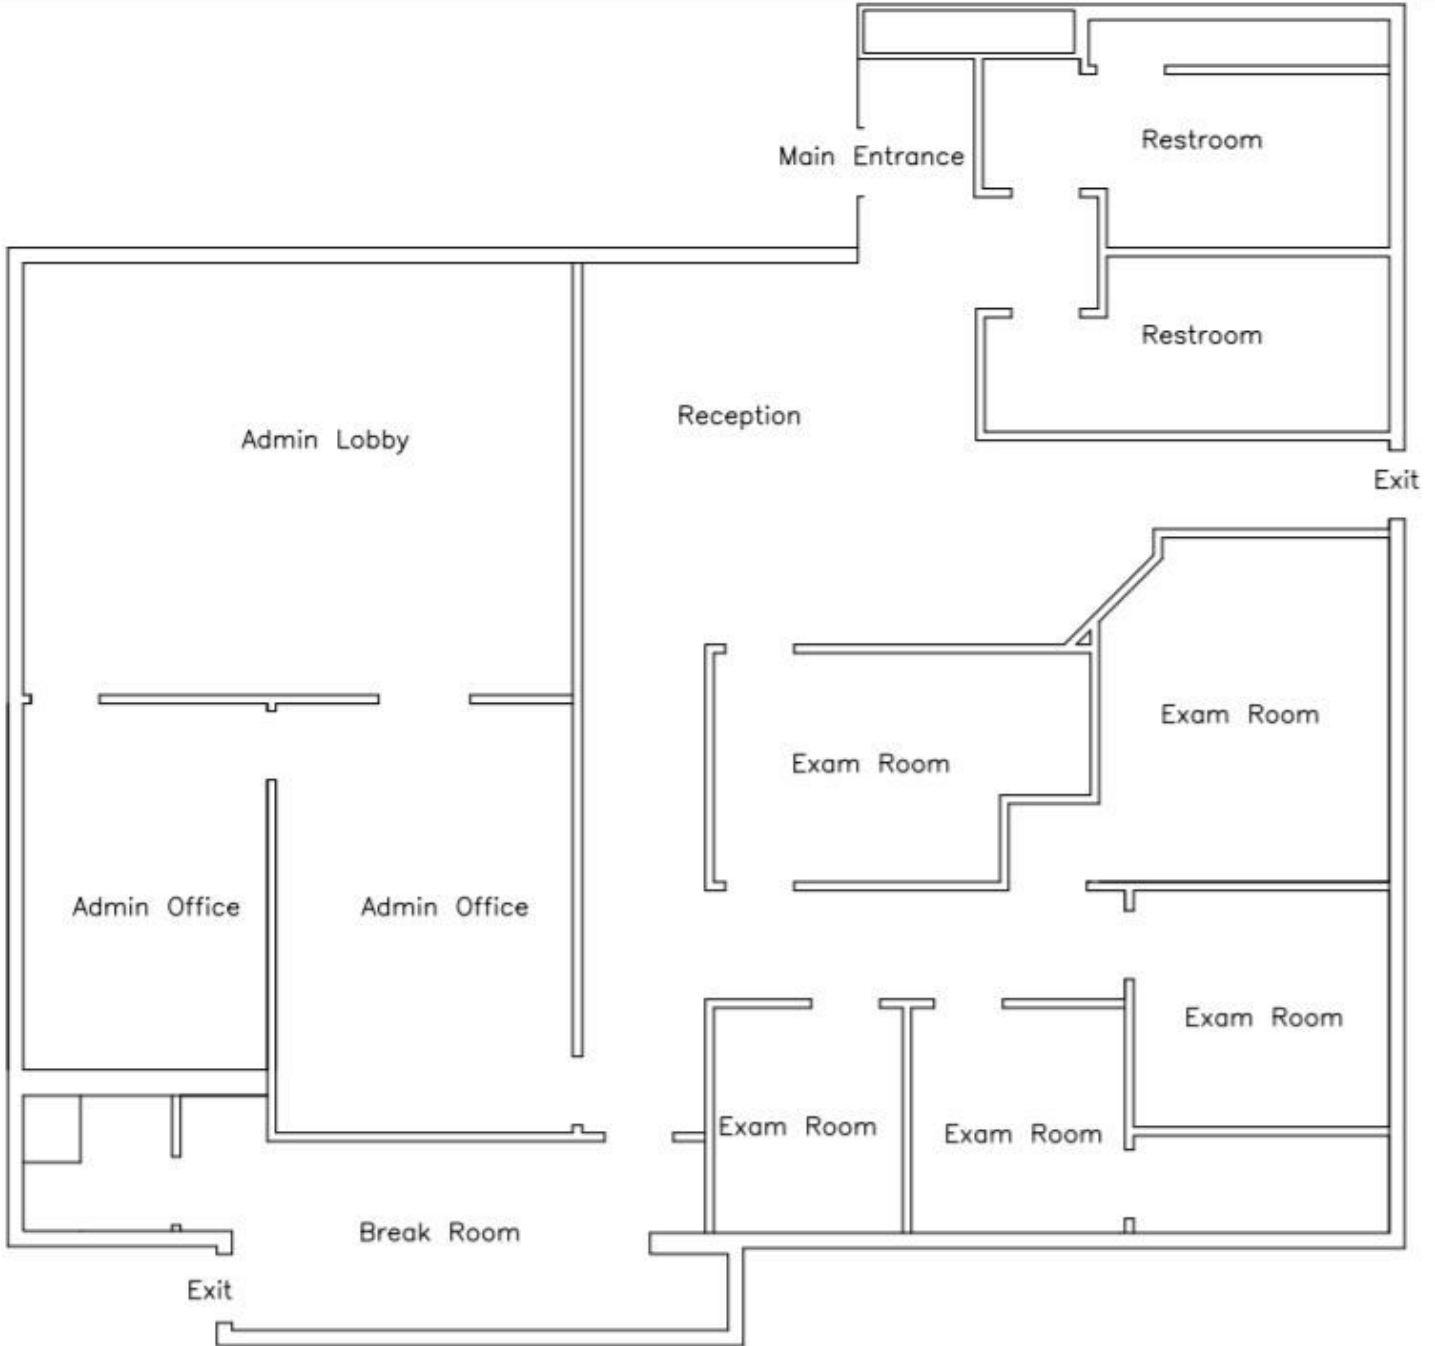 Restroom
Main Entrance
Restroom
Reception
Admin Lobby
Exit
Exam Room
Exam Room
Admin Office
Admin Office
Exam Room
Exam Room
Exam Room
Break Room
Exit